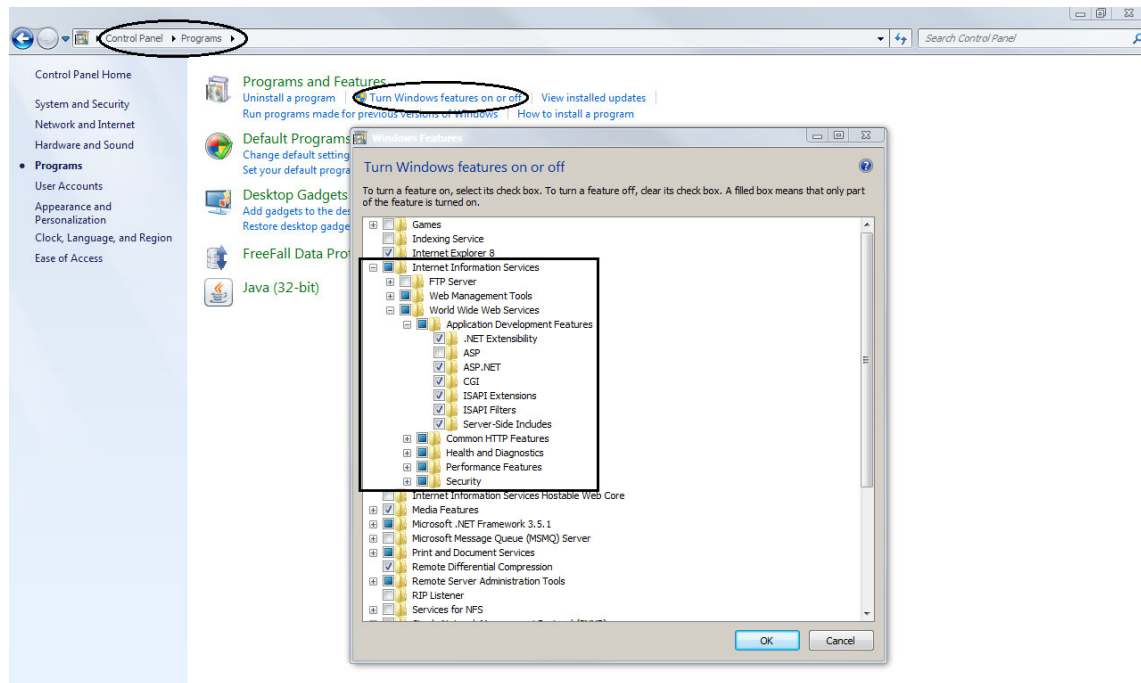 Control Panel Programs
Search Control Panel
Control Panel Home
System and Security
Network and Internet
Hardware and Sound
Programs
User Accounts
Appearance and
Personalization
Clock, Language, and Region
Ease of Access
Programs and Features
Uninstall a program Turn Windows features on or off View installed updates
Run programs made for previous versions of Windows How to install a program
Default Programs
Change default setting
Set your default progra
Desktop Gadgets
Add gadgets to the des
Restore desktop gadge
FreeFall Data Pro
Java (32-bit)
Windows Features
Turn Windows features on or off
To turn a feature on, select its check box. To turn a feature off, clear its check box. A filled box means that only part
of the feature is turned on.
Games
Indexing Service
Internet Explorer 8
Internet Information Services
FTP Server
Web Management Tools
World Wide Web Services
Application Development Features
.NET Extensibility
ASP
ASP.NET
CGI
ISAPI Extensions
ISAPI Filters
Server-Side Includes
Common HTTP Features
Health and Diagnostics
Performance Features
Security
Internet Information Services Hostable Web Core
Media Features
Microsoft .NET Framework 3.5.1
Microsoft Message Queue (MSMQ) Server
Print and Document Services
Remote Differential Compression
Remote Server Administration Tools
RIP Listener
Services for NFS
OK Cancel